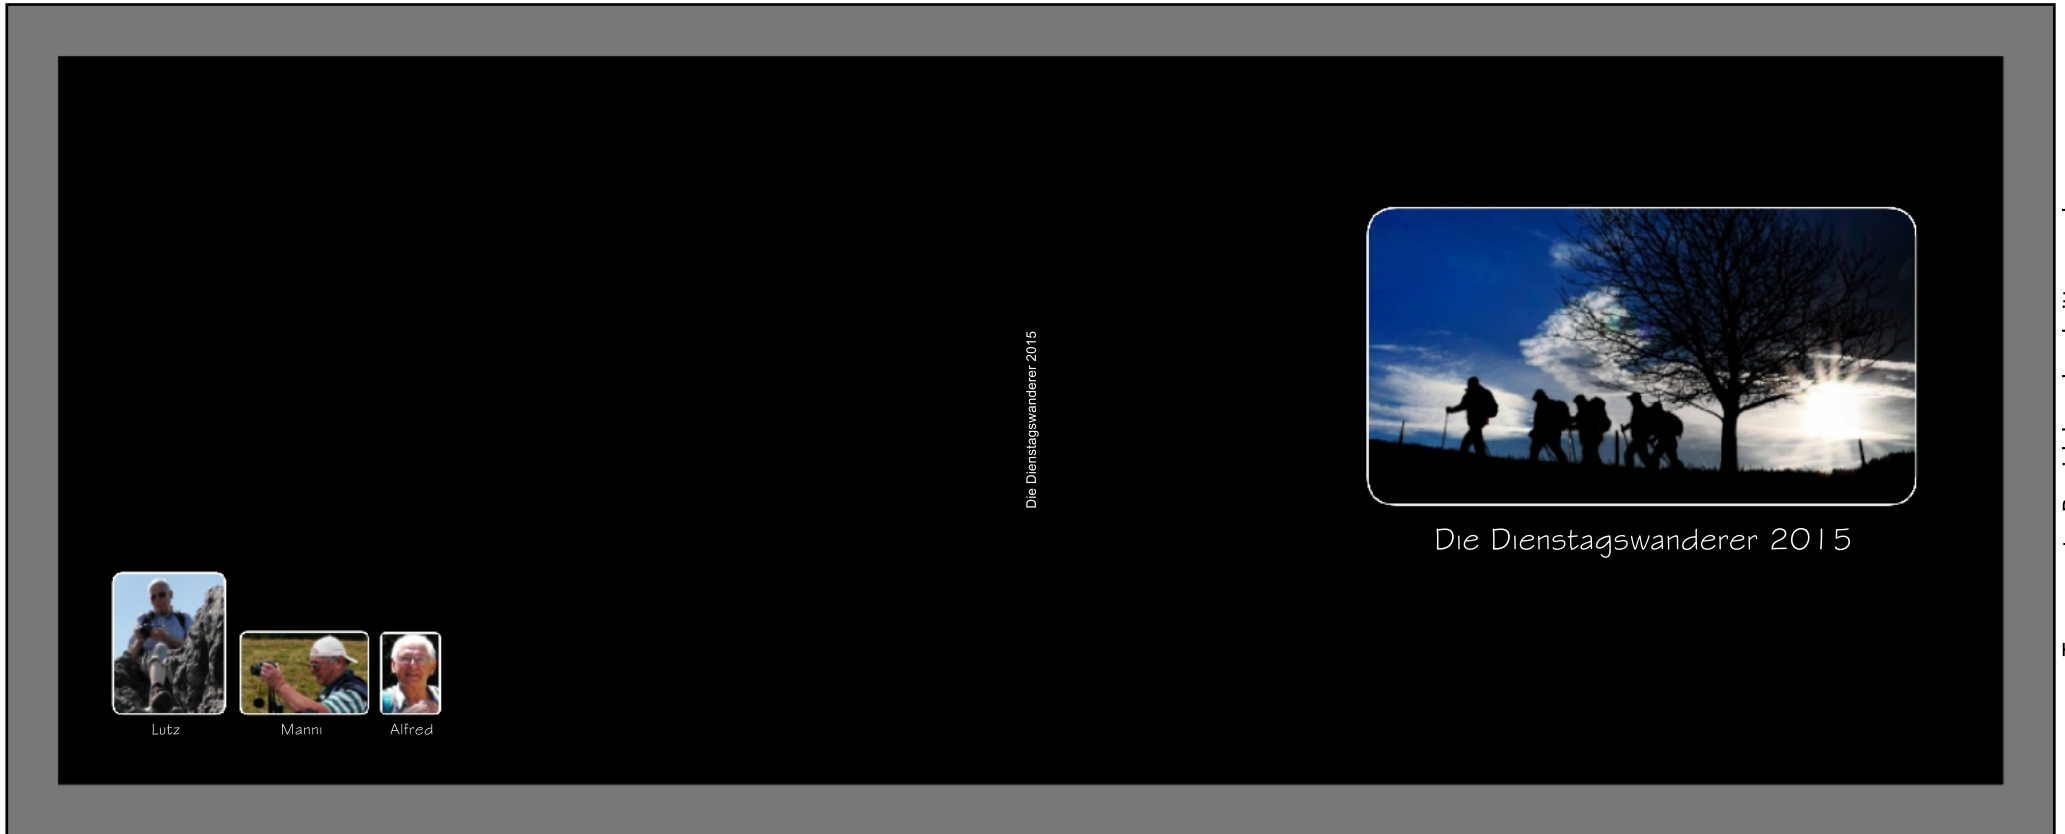 Die Dienstagswanderer 2015
Die Dienstagswanderer 2015
Lutz
Manni
Alfred